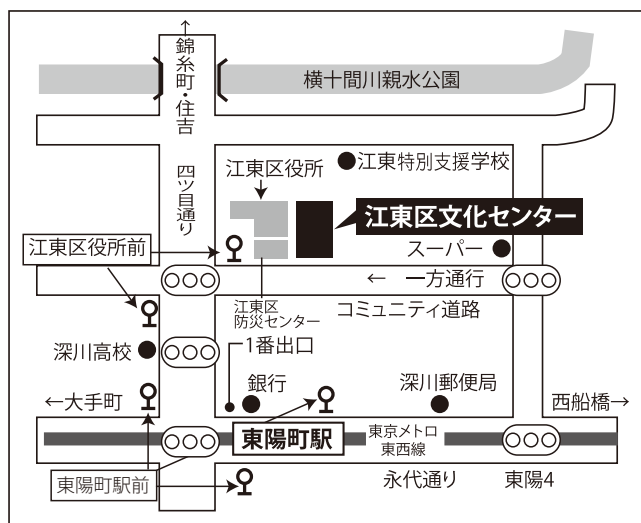 ↑錦糸町・住吉
横十間川親水公園
四ツ目通り
江東区役所
江東特別支援学校
江東区文化センター
江東区役所前
スーパー
← 一方通行
江東区
防災センター
コミュニティ道路
深川高校
1番出口
←大手町
銀行
深川郵便局
西船橋→
東陽町駅
東京メトロ
東西線
東陽町駅前
永代通り
東陽4